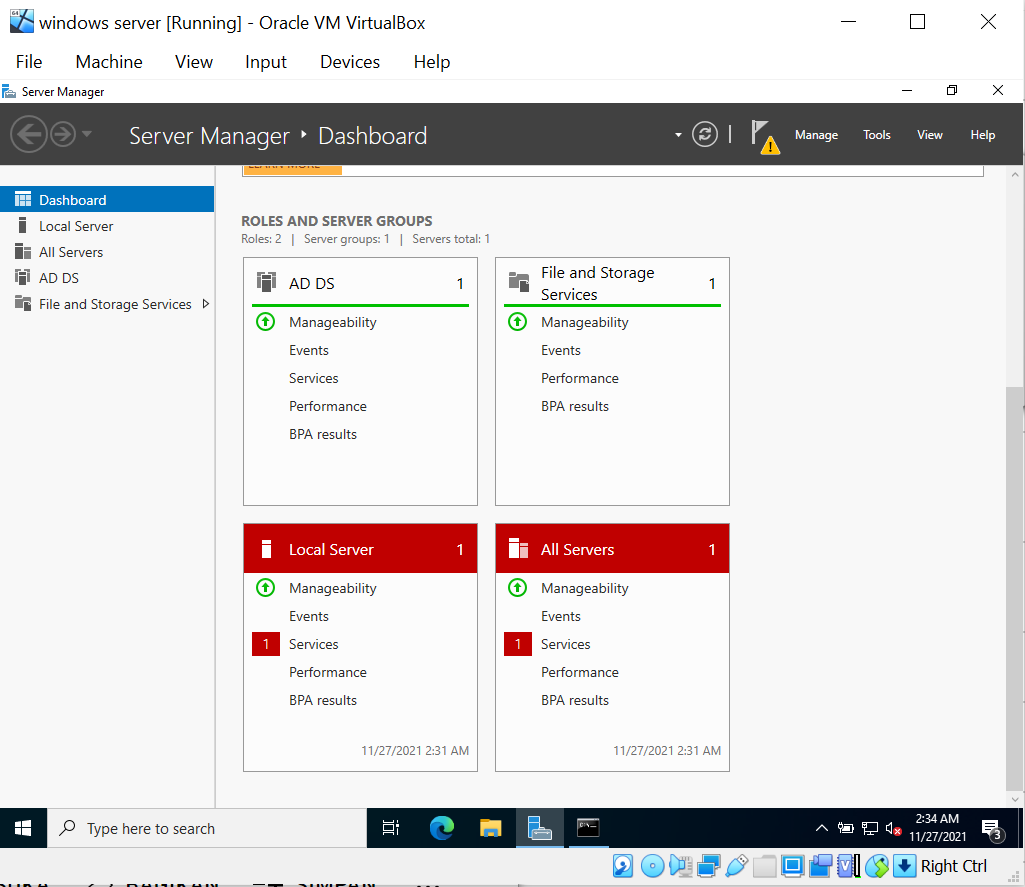 windows server [Running] - Oracle VM VirtualBox
File Machine View Input Devices Help
Server Manager
Server Manager Dashboard
Manage Tools View Help
LEARN MORE
Dashboard
Local Server
All Servers
AD DS
File and Storage Services
ROLES AND SERVER GROUPS
Roles: 2 | Server groups: 1 | Servers total: 1
AD DS 1
Manageability
Events
Services
Performance
BPA results
File and Storage
Services 1
Manageability
Events
Performance
BPA results
Local Server 1
Manageability
Events
1 Services
Performance
BPA results
11/27/2021 2:31 AM
All Servers 1
Manageability
Events
1 Services
Performance
BPA results
11/27/2021 2:31 AM
Type here to search
2:34 AM
11/27/2021
3
Right Ctrl